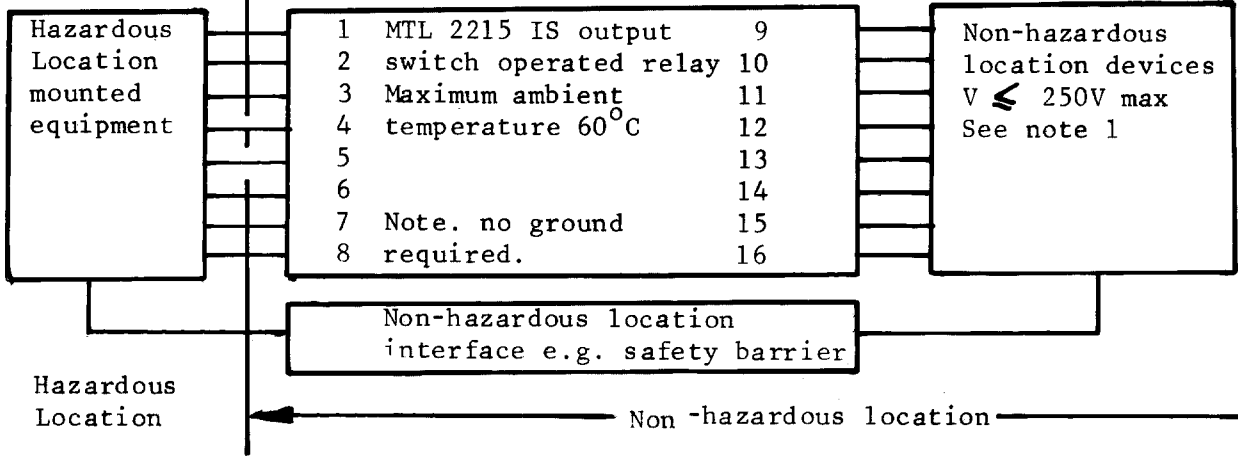 Hazardous
Location
mounted
equipment
1 MTL 2215 IS output 9
2 switch operated relay 10
3 Maximum ambient 11
4 temperature 60°C 12
5 13
6 14
7 Note. no ground 15
8 required. 16
Non-hazardous
location devices
V ≤ 250V max
See note 1
Non-hazardous location
interface e.g. safety barrier
Hazardous
Location
Non -hazardous location